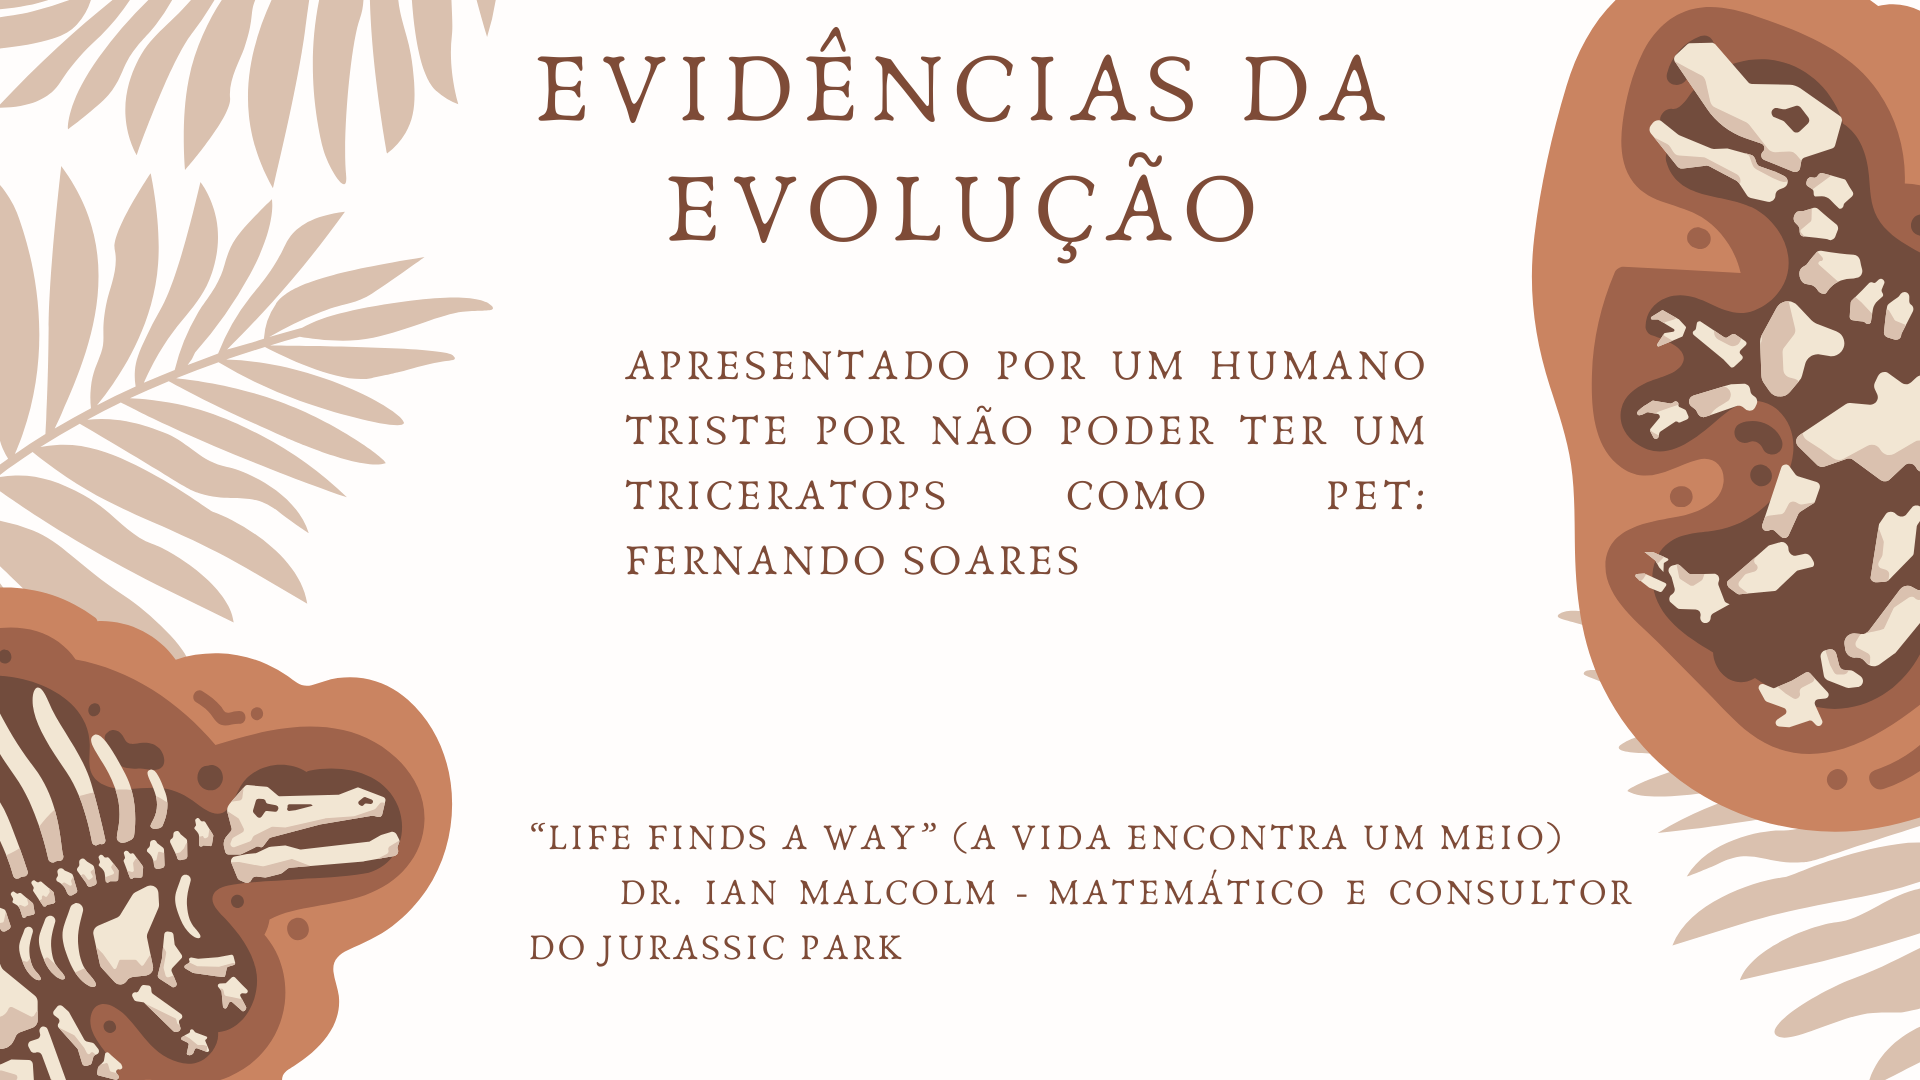 EVIDÊNCIAS DA
EVOLUÇÃO
APRESENTADO POR UM HUMANO
TRISTE POR NÃO PODER TER UM
TRICERATOPS COMO PET:
FERNANDO SOARES
“LIFE FINDS A WAY” (A VIDA ENCONTRA UM MEIO)
DR. IAN MALCOLM - MATEMÁTICO E CONSULTOR
DO JURASSIC PARK